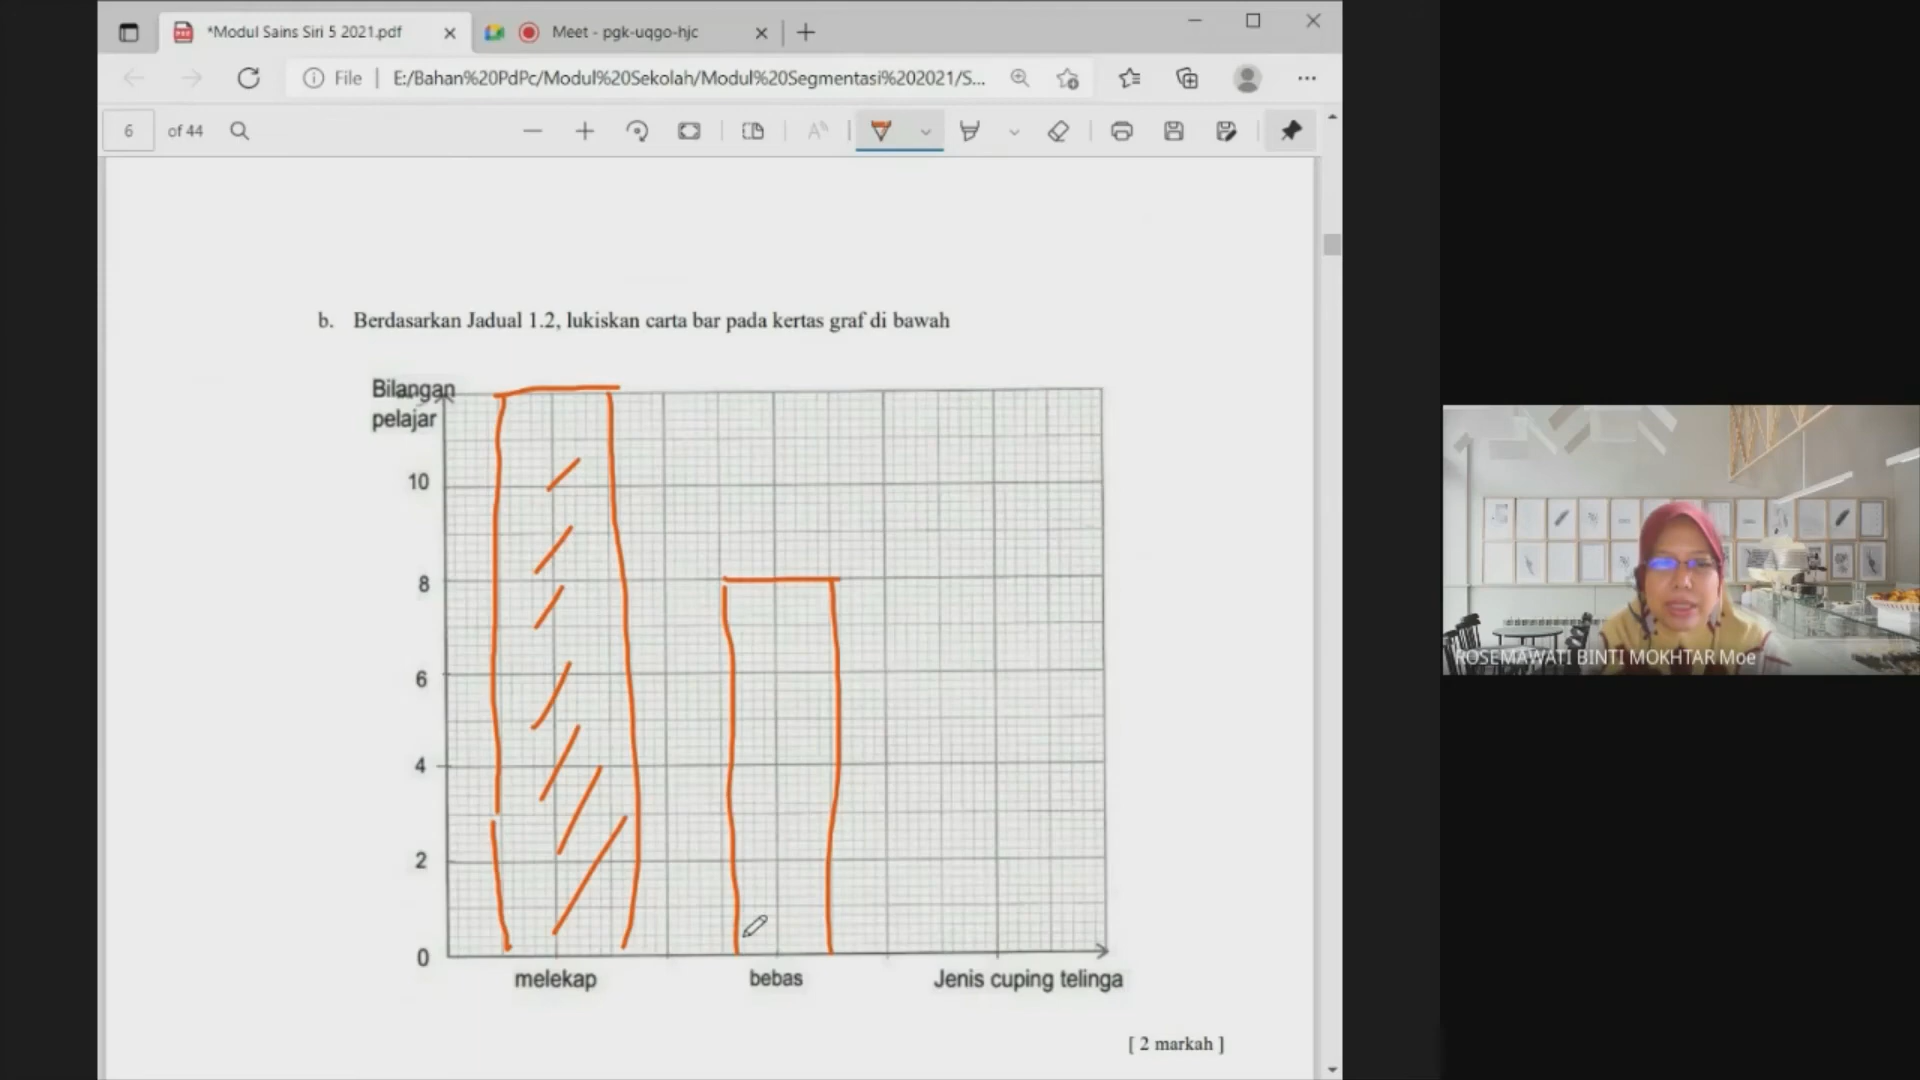 *Modul Sains Siri 5 2021.pdf
Meet - pgk-uqgo-hjc
File
E:/Bahan%20PdPc/Modul%20Sekolah/Modul%20Segmentasi%202021/S...
6 of 44
b. Berdasarkan Jadual 1.2, lukiskan carta bar pada kertas graf di bawah
Bilangan
pelajar
10
8
6
4
2
0
melekap
bebas
Jenis cuping telinga
[ 2 markah ]
ROSEMAWATI BINTI MOKHTAR Moe